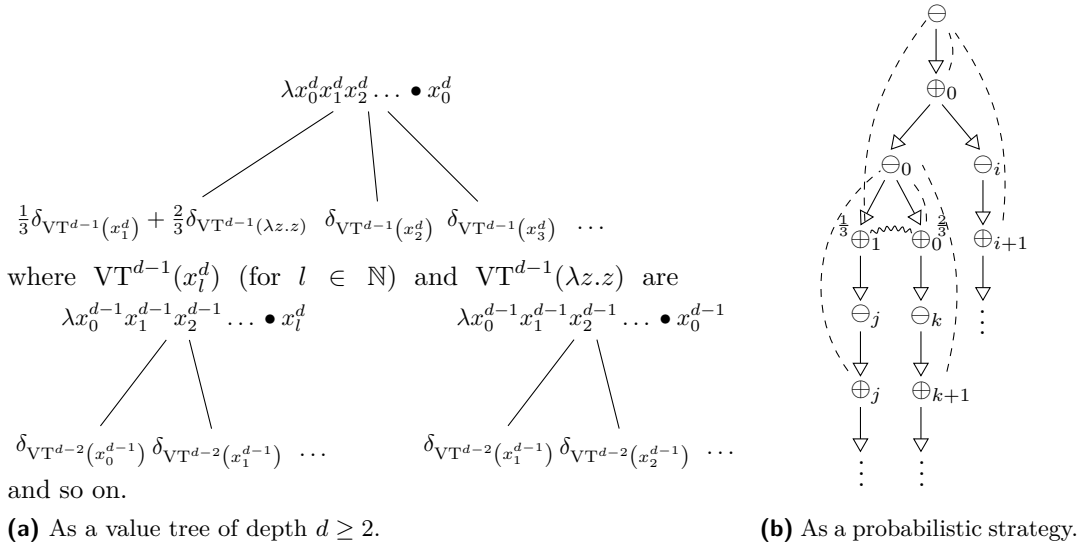 λx_0^d x_1^d x_2^d … • x_0^d
1/3 δ_{VT^{d−1}(x_1^d)} + 2/3 δ_{VT^{d−1}(λz.z)} δ_{VT^{d−1}(x_2^d)} δ_{VT^{d−1}(x_3^d)} …
where VT^{d−1}(x_l^d) (for l ∈ ℕ) and VT^{d−1}(λz.z) are
λx_0^{d−1} x_1^{d−1} x_2^{d−1} … • x_l^d
λx_0^{d−1} x_1^{d−1} x_2^{d−1} … • x_0^{d−1}
δ_{VT^{d−2}(x_0^{d−1})} δ_{VT^{d−2}(x_1^{d−1})} …
δ_{VT^{d−2}(x_1^{d−1})} δ_{VT^{d−2}(x_2^{d−1})} …
and so on.
(a) As a value tree of depth d ≥ 2.
⊖
⊕_0
⊖_0 ⊖_i
1/3 ⊕_1 ⊕_0 2/3 ⊕_{i+1}
⊖_j ⊖_k ⋮
⊕_j ⊕_{k+1}
⋮ ⋮
(b) As a probabilistic strategy.